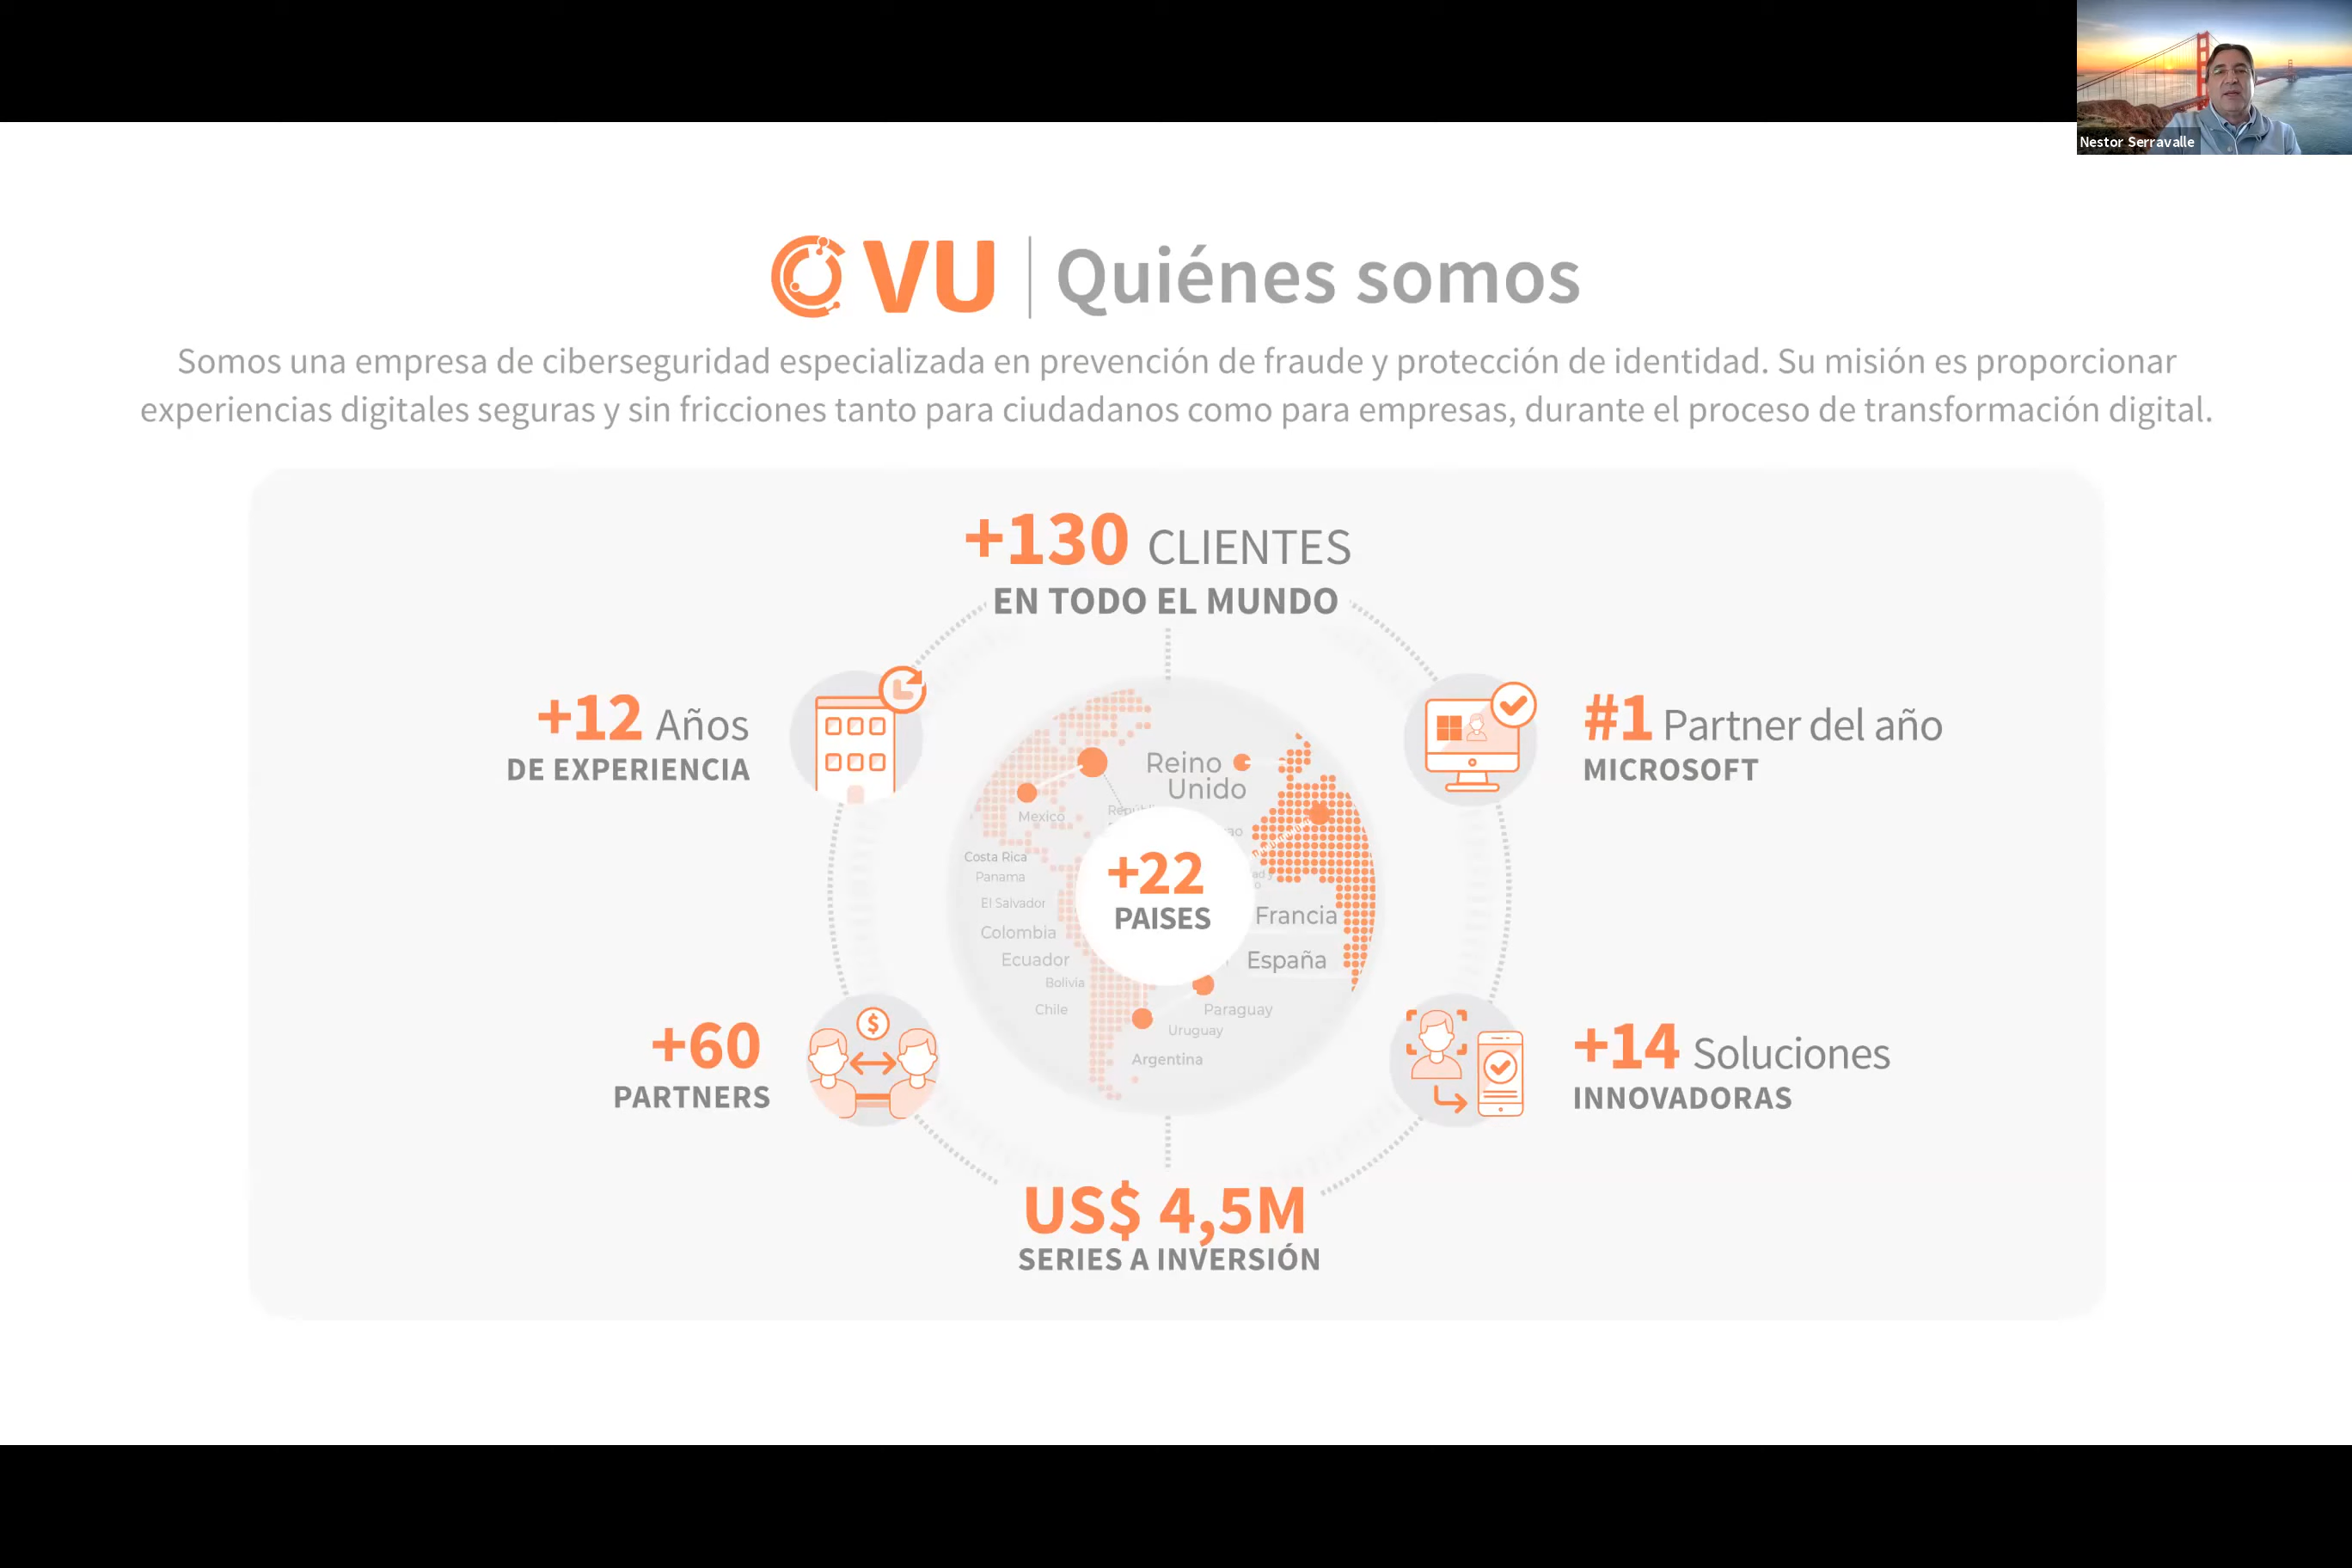 Nestor Serravalle
VU
Quiénes somos
Somos una empresa de ciberseguridad especializada en prevención de fraude y protección de identidad. Su misión es proporcionar
experiencias digitales seguras y sin fricciones tanto para ciudadanos como para empresas, durante el proceso de transformación digital.
+130 CLIENTES
EN TODO EL MUNDO
+12 Años
DE EXPERIENCIA
#1 Partner del año
MICROSOFT
Reino
Unido
Mexico
Costa Rica
Panama
El Salvador
Colombia
Ecuador
Bolivia
Chile
+22
PAISES
Francia
España
Paraguay
Uruguay
Argentina
+60
PARTNERS
+14 Soluciones
INNOVADORAS
US$ 4,5M
SERIES A INVERSIÓN